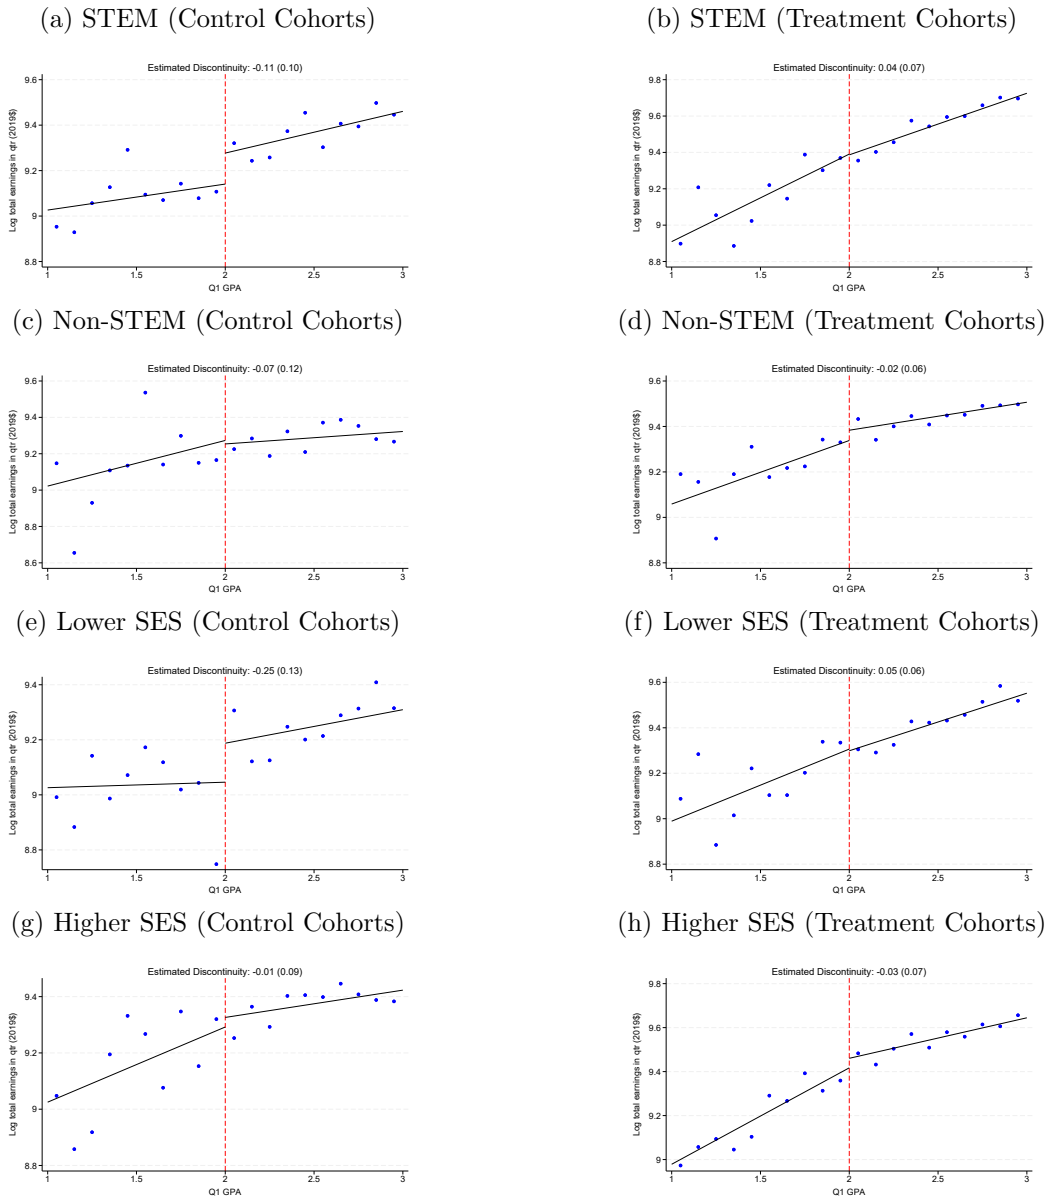 (a) STEM (Control Cohorts)
Estimated Discontinuity: -0.11 (0.10)
Log total earnings in qtr (2019$)
9.6
9.4
9.2
9
8.8
1
1.5
2
2.5
3
Q1 GPA
(b) STEM (Treatment Cohorts)
Estimated Discontinuity: 0.04 (0.07)
Log total earnings in qtr (2019$)
9.8
9.6
9.4
9.2
9
8.8
1
1.5
2
2.5
3
Q1 GPA
(c) Non-STEM (Control Cohorts)
Estimated Discontinuity: -0.07 (0.12)
Log total earnings in qtr (2019$)
9.6
9.4
9.2
9
8.8
8.6
1
1.5
2
2.5
3
Q1 GPA
(d) Non-STEM (Treatment Cohorts)
Estimated Discontinuity: -0.02 (0.06)
Log total earnings in qtr (2019$)
9.6
9.4
9.2
9
8.8
1
1.5
2
2.5
3
Q1 GPA
(e) Lower SES (Control Cohorts)
Estimated Discontinuity: -0.25 (0.13)
Log total earnings in qtr (2019$)
9.4
9.2
9
8.8
1
1.5
2
2.5
3
Q1 GPA
(f) Lower SES (Treatment Cohorts)
Estimated Discontinuity: 0.05 (0.06)
Log total earnings in qtr (2019$)
9.6
9.4
9.2
9
8.8
1
1.5
2
2.5
3
Q1 GPA
(g) Higher SES (Control Cohorts)
Estimated Discontinuity: -0.01 (0.09)
Log total earnings in qtr (2019$)
9.4
9.2
9
8.8
1
1.5
2
2.5
3
Q1 GPA
(h) Higher SES (Treatment Cohorts)
Estimated Discontinuity: -0.03 (0.07)
Log total earnings in qtr (2019$)
9.8
9.6
9.4
9.2
9
1
1.5
2
2.5
3
Q1 GPA